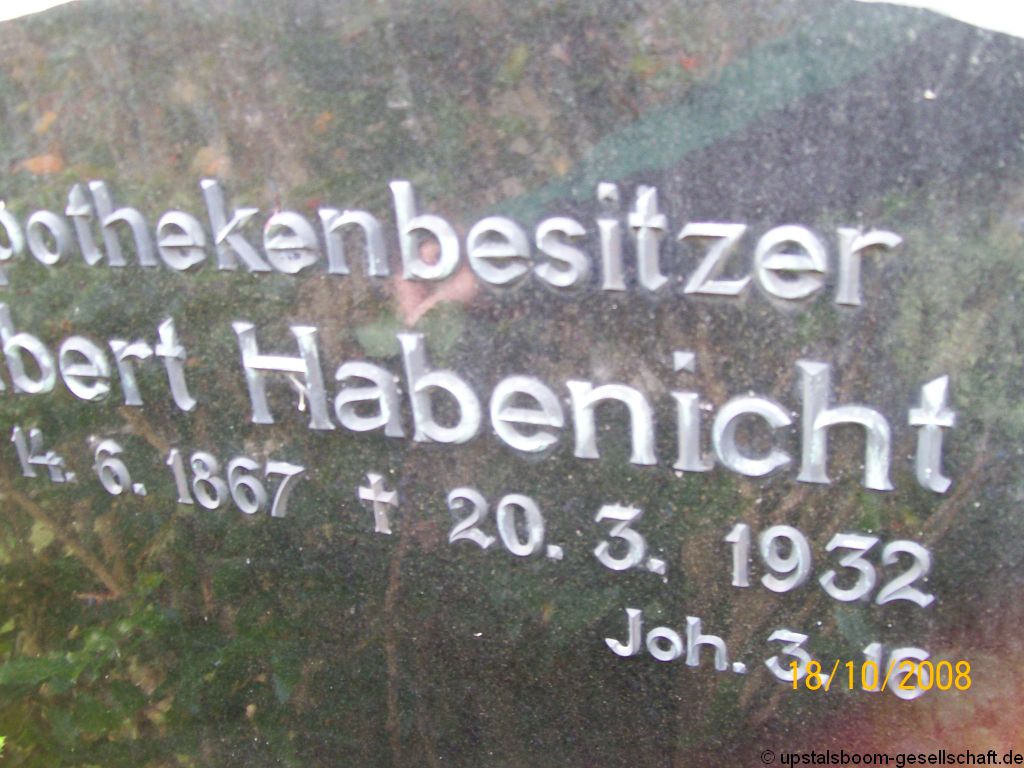 pothekenbesitzer
bert Habenicht
14. 6. 1867 ✝ 20. 3. 1932
Joh. 3, 16
18/10/2008
© upstalsboom-gesellschaft.de